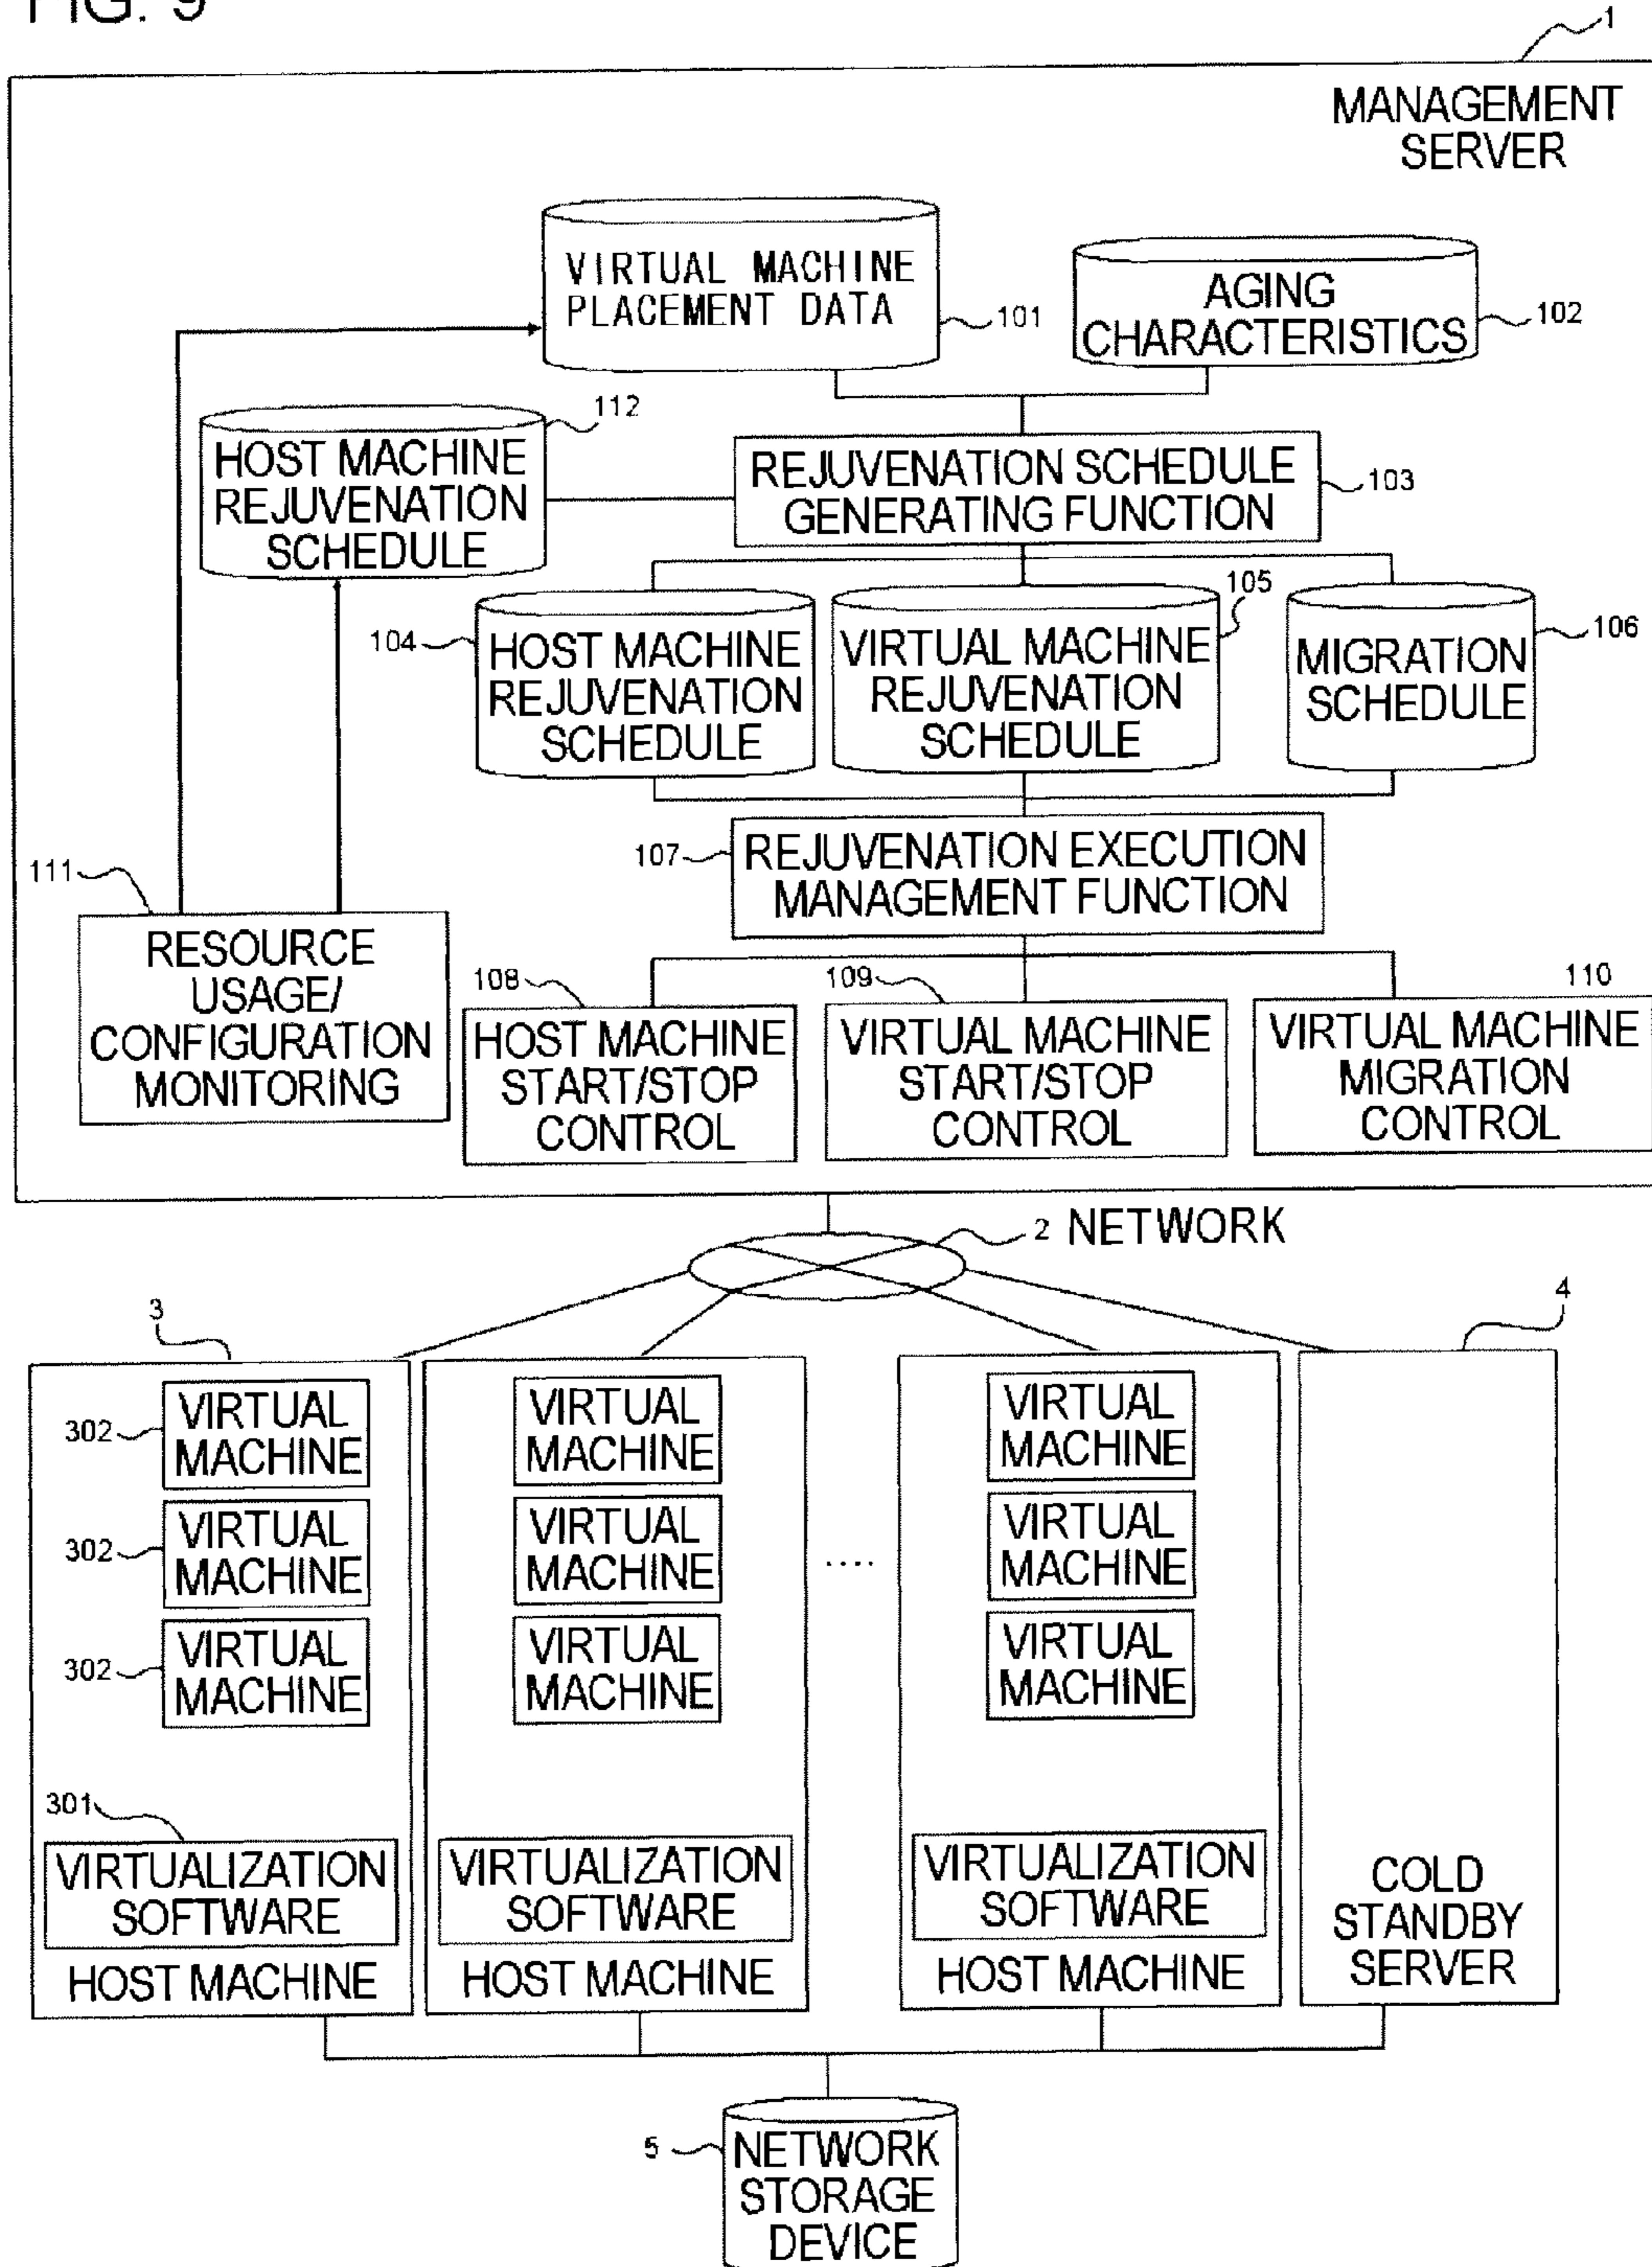 FIG. 9
1
MANAGEMENT
SERVER
VIRTUAL MACHINE
PLACEMENT DATA
101
AGING
CHARACTERISTICS
102
112
HOST MACHINE
REJUVENATION
SCHEDULE
REJUVENATION SCHEDULE
GENERATING FUNCTION
103
104
HOST MACHINE
REJUVENATION
SCHEDULE
105
VIRTUAL MACHINE
REJUVENATION
SCHEDULE
MIGRATION
SCHEDULE
106
107
REJUVENATION EXECUTION
MANAGEMENT FUNCTION
111
RESOURCE
USAGE/
CONFIGURATION
MONITORING
108
HOST MACHINE
START/STOP
CONTROL
109
VIRTUAL MACHINE
START/STOP
CONTROL
110
VIRTUAL MACHINE
MIGRATION
CONTROL
2 NETWORK
3
4
302
VIRTUAL
MACHINE
302
VIRTUAL
MACHINE
302
VIRTUAL
MACHINE
301
VIRTUALIZATION
SOFTWARE
HOST MACHINE
VIRTUAL
MACHINE
VIRTUAL
MACHINE
VIRTUAL
MACHINE
VIRTUALIZATION
SOFTWARE
HOST MACHINE
....
VIRTUAL
MACHINE
VIRTUAL
MACHINE
VIRTUAL
MACHINE
VIRTUALIZATION
SOFTWARE
HOST MACHINE
COLD
STANDBY
SERVER
5
NETWORK
STORAGE
DEVICE